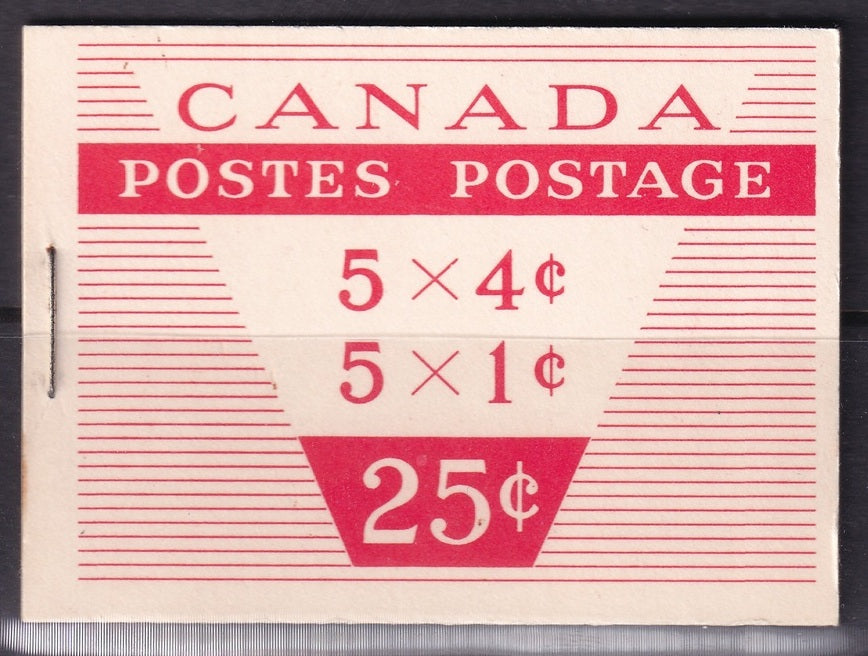 CANADA
POSTES POSTAGE
5 × 4¢
5 × 1¢
25¢